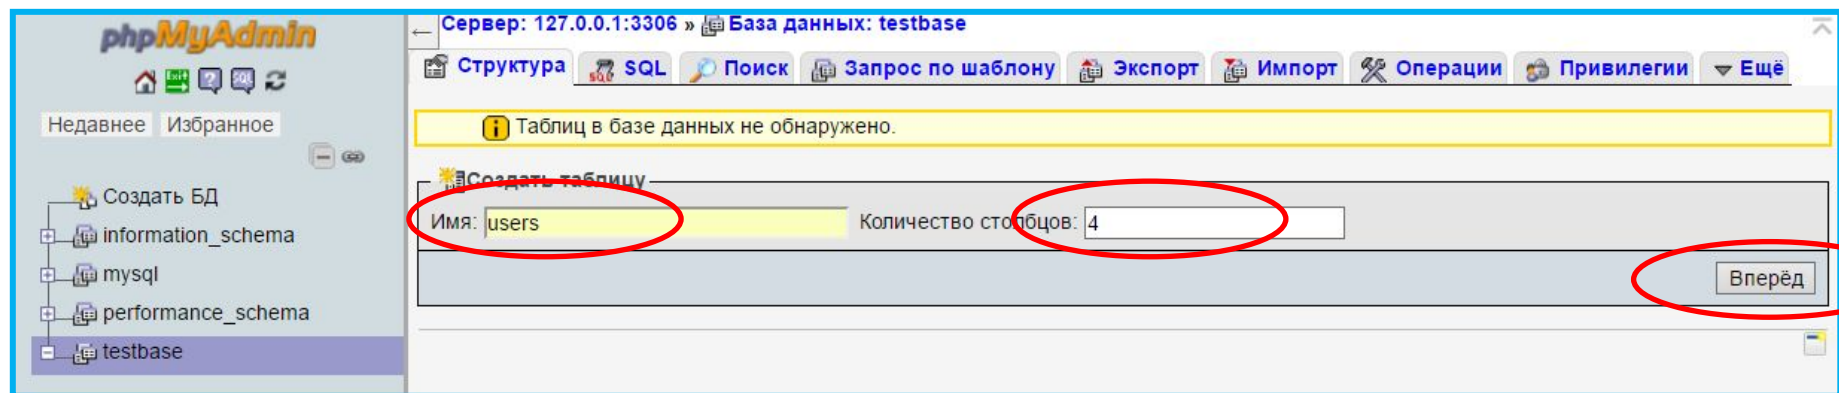 phpMyAdmin
Exit ? SQL
Недавнее Избранное
Создать БД
information_schema
mysql
performance_schema
testbase
← Сервер: 127.0.0.1:3306 » База данных: testbase
Структура SQL Поиск Запрос по шаблону Экспорт Импорт Операции Привилегии Ещё
Таблиц в базе данных не обнаружено.
Создать таблицу
Имя: users Количество столбцов: 4
Вперёд